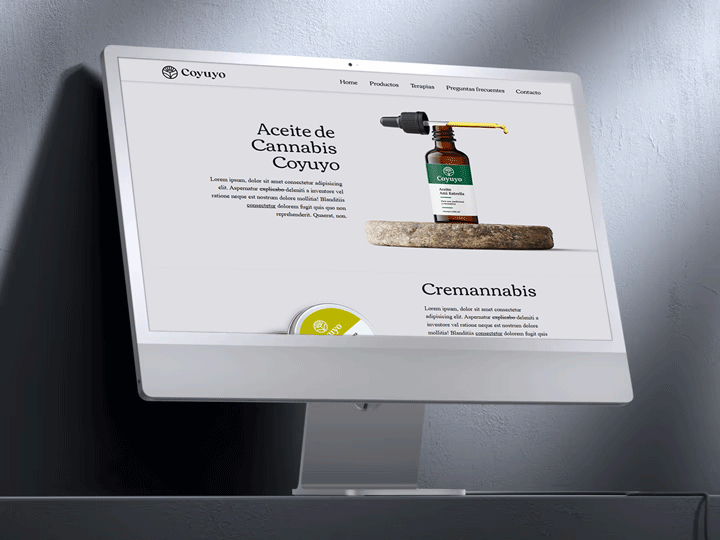 Coyuyo
Home Productos Terapias Preguntas frecuentes Contacto
Aceite de
Cannabis
Coyuyo
Lorem ipsum, dolor sit amet consectetur adipisicing
elit. Aspernatur explicabo deleniti a inventore vel
ratione neque est nostrum dolore mollitia! Blanditiis
consectetur dolorem fugit quis quo non
reprehenderit. Quaerat, non.
Coyuyo
Aceite
Cremannabis
Lorem ipsum, dolor sit amet consectetur
adipisicing elit. Aspernatur explicabo deleniti a
inventore vel ratione neque est nostrum dolore
mollitia! Blanditiis consectetur dolorem fugit quis quo